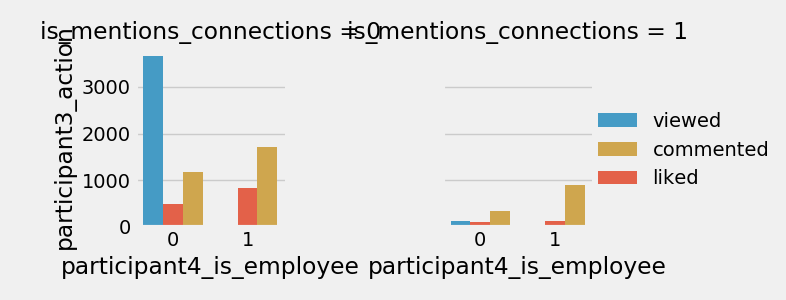 is_mentions_connections = 0
is_mentions_connections = 1
participant3_action
3000
2000
1000
0
0 1
0 1
participant4_is_employee
participant4_is_employee
viewed
commented
liked